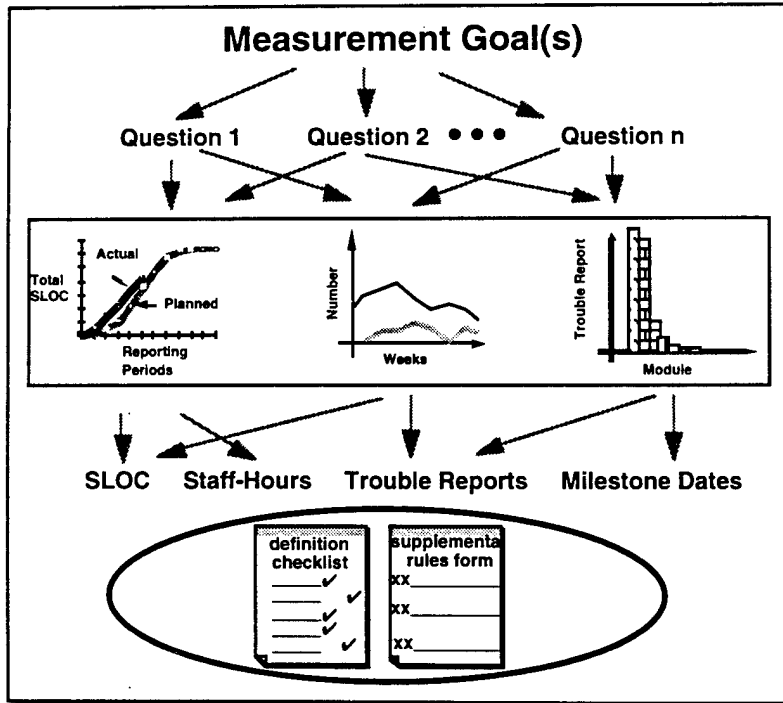 Measurement Goal(s)
Question 1
Question 2
Question n
Total
SLOC
Actual
Planned
Reporting
Periods
Number
Weeks
Trouble Report
Module
SLOC
Staff-Hours
Trouble Reports
Milestone Dates
definition
checklist
supplemental
rules form
xx
xx
xx